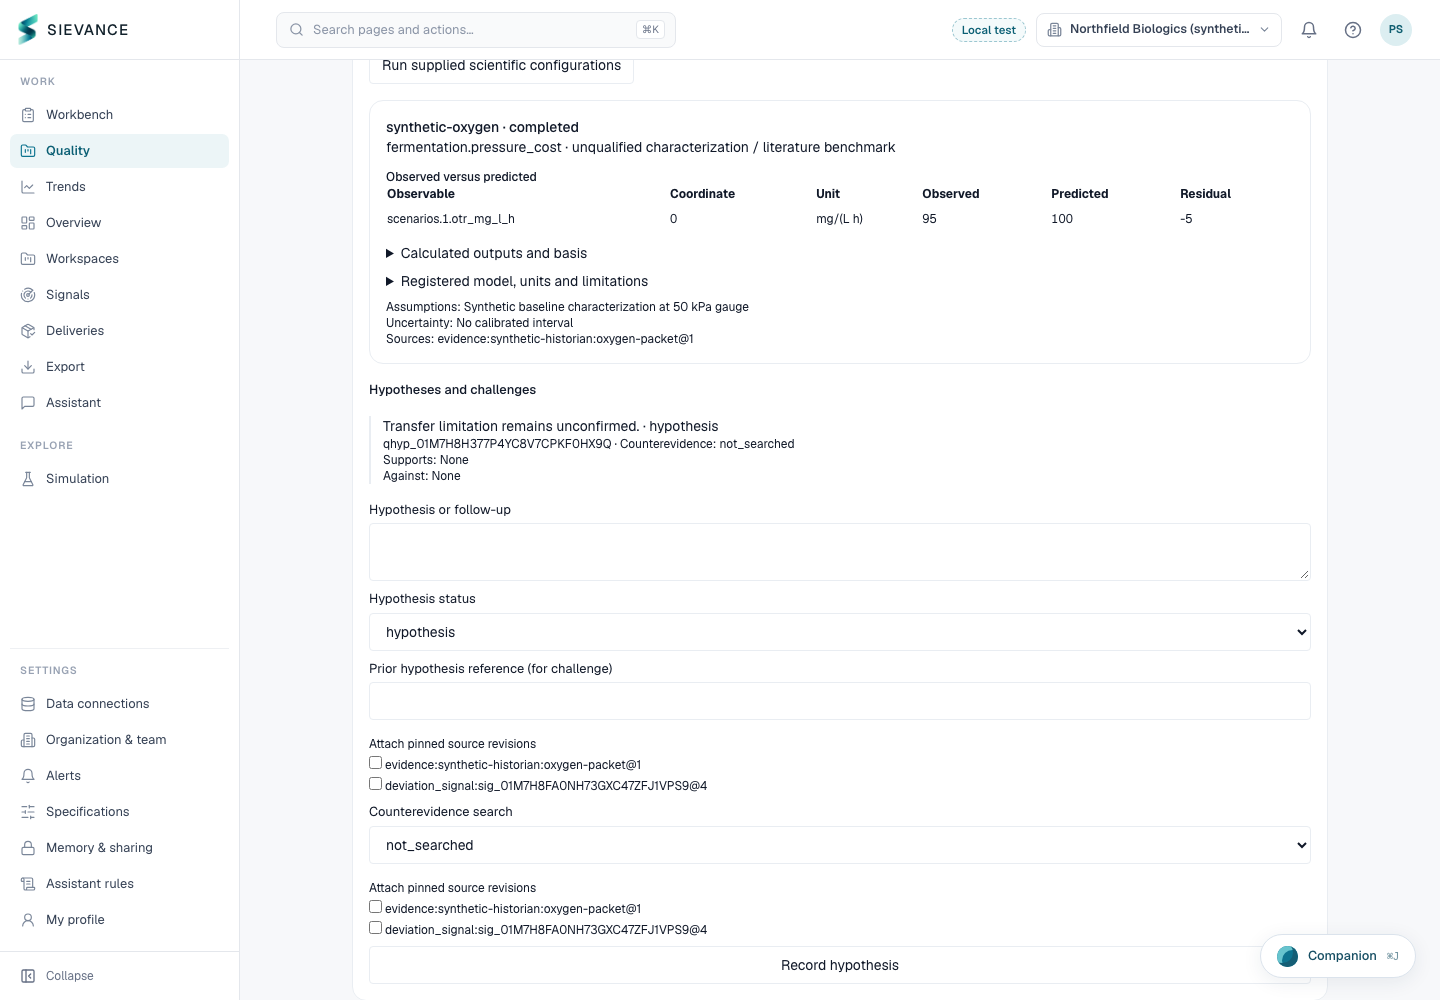 SIEVANCE
Search pages and actions...
⌘K
Local test
Northfield Biologics (syntheti...
PS
WORK
Workbench
Quality
Trends
Overview
Workspaces
Signals
Deliveries
Export
Assistant
EXPLORE
Simulation
SETTINGS
Data connections
Organization & team
Alerts
Specifications
Memory & sharing
Assistant rules
My profile
Collapse
Run supplied scientific configurations
synthetic-oxygen · completed
fermentation.pressure_cost · unqualified characterization / literature benchmark
Observed versus predicted
Observable Coordinate Unit Observed Predicted Residual
scenarios.1.otr_mg_l_h 0 mg/(L h) 95 100 -5
▶ Calculated outputs and basis
▶ Registered model, units and limitations
Assumptions: Synthetic baseline characterization at 50 kPa gauge
Uncertainty: No calibrated interval
Sources: evidence:synthetic-historian:oxygen-packet@1
Hypotheses and challenges
Transfer limitation remains unconfirmed. · hypothesis
qhyp_01M7H8H377P4YC8V7CPKF0HX9Q · Counterevidence: not_searched
Supports: None
Against: None
Hypothesis or follow-up
Hypothesis status
hypothesis
Prior hypothesis reference (for challenge)
Attach pinned source revisions
evidence:synthetic-historian:oxygen-packet@1
deviation_signal:sig_01M7H8FA0NH73GXC47ZFJ1VPS9@4
Counterevidence search
not_searched
Attach pinned source revisions
evidence:synthetic-historian:oxygen-packet@1
deviation_signal:sig_01M7H8FA0NH73GXC47ZFJ1VPS9@4
Record hypothesis
Companion ⌘J